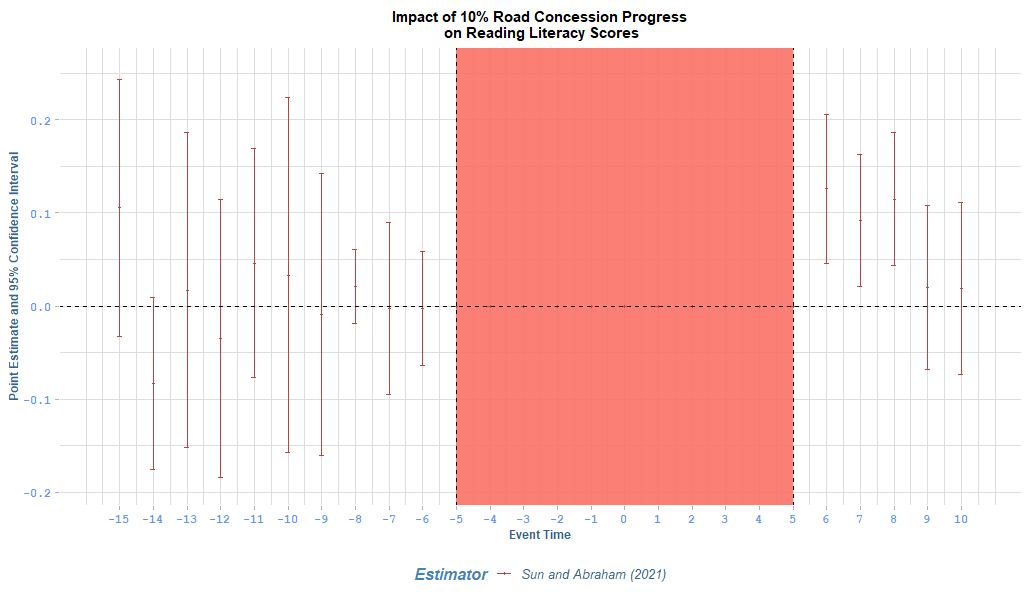 Impact of 10% Road Concession Progress
on Reading Literacy Scores
Point Estimate and 95% Confidence Interval
0.2
0.1
0.0
-0.1
-0.2
-15 -14 -13 -12 -11 -10 -9 -8 -7 -6 -5 -4 -3 -2 -1 0 1 2 3 4 5 6 7 8 9 10
Event Time
Estimator Sun and Abraham (2021)